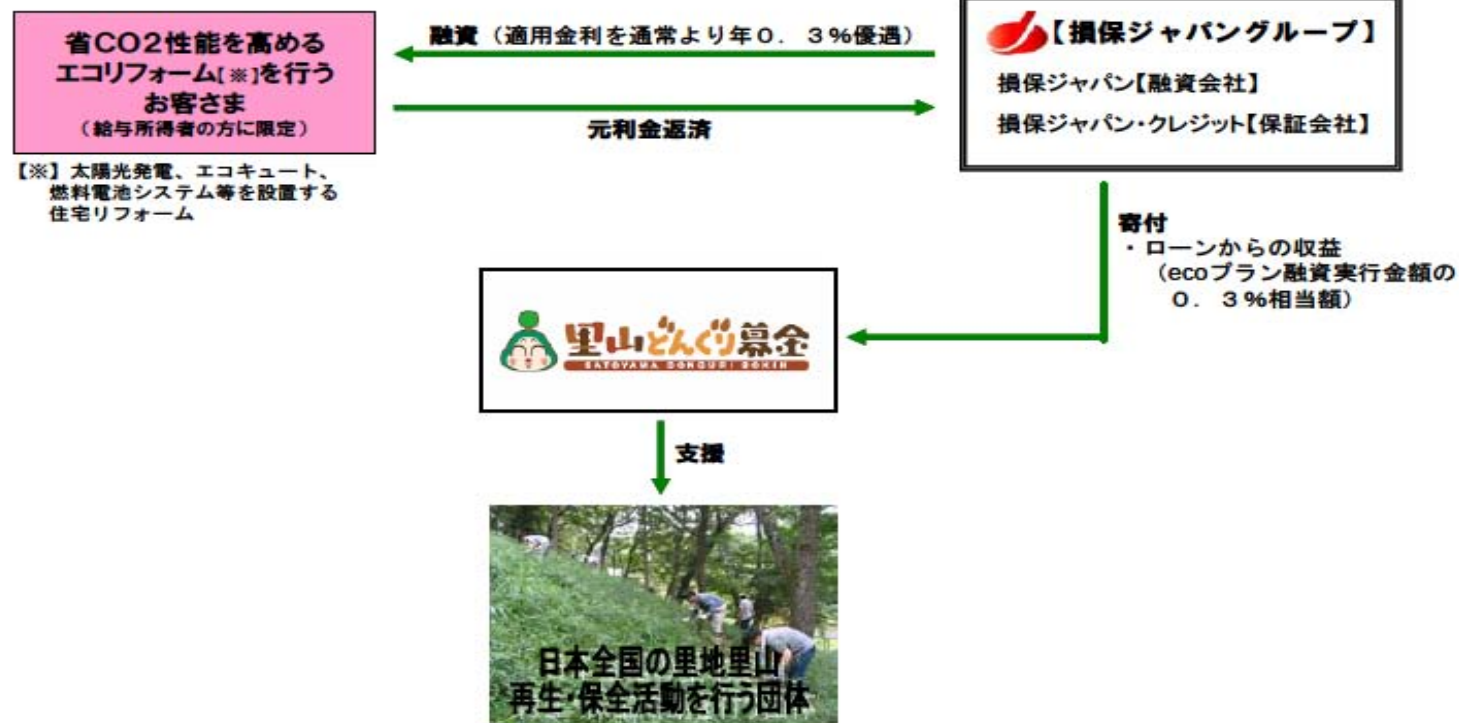 省CO2性能を高める
エコリフォーム[※]を行う
お客さま
（給与所得者の方に限定）
【※】太陽光発電、エコキュート、
燃料電池システム等を設置する
住宅リフォーム
融資（適用金利を通常より年０．３%優遇）
元利金返済
【損保ジャパングループ】
損保ジャパン【融資会社】
損保ジャパン・クレジット【保証会社】
寄付
・ローンからの収益
（ecoプラン融資実行金額の
０．３%相当額）
里山どんぐり募金
SATOYAMA DONGURI BOKIN
支援
日本全国の里地里山
再生・保全活動を行う団体